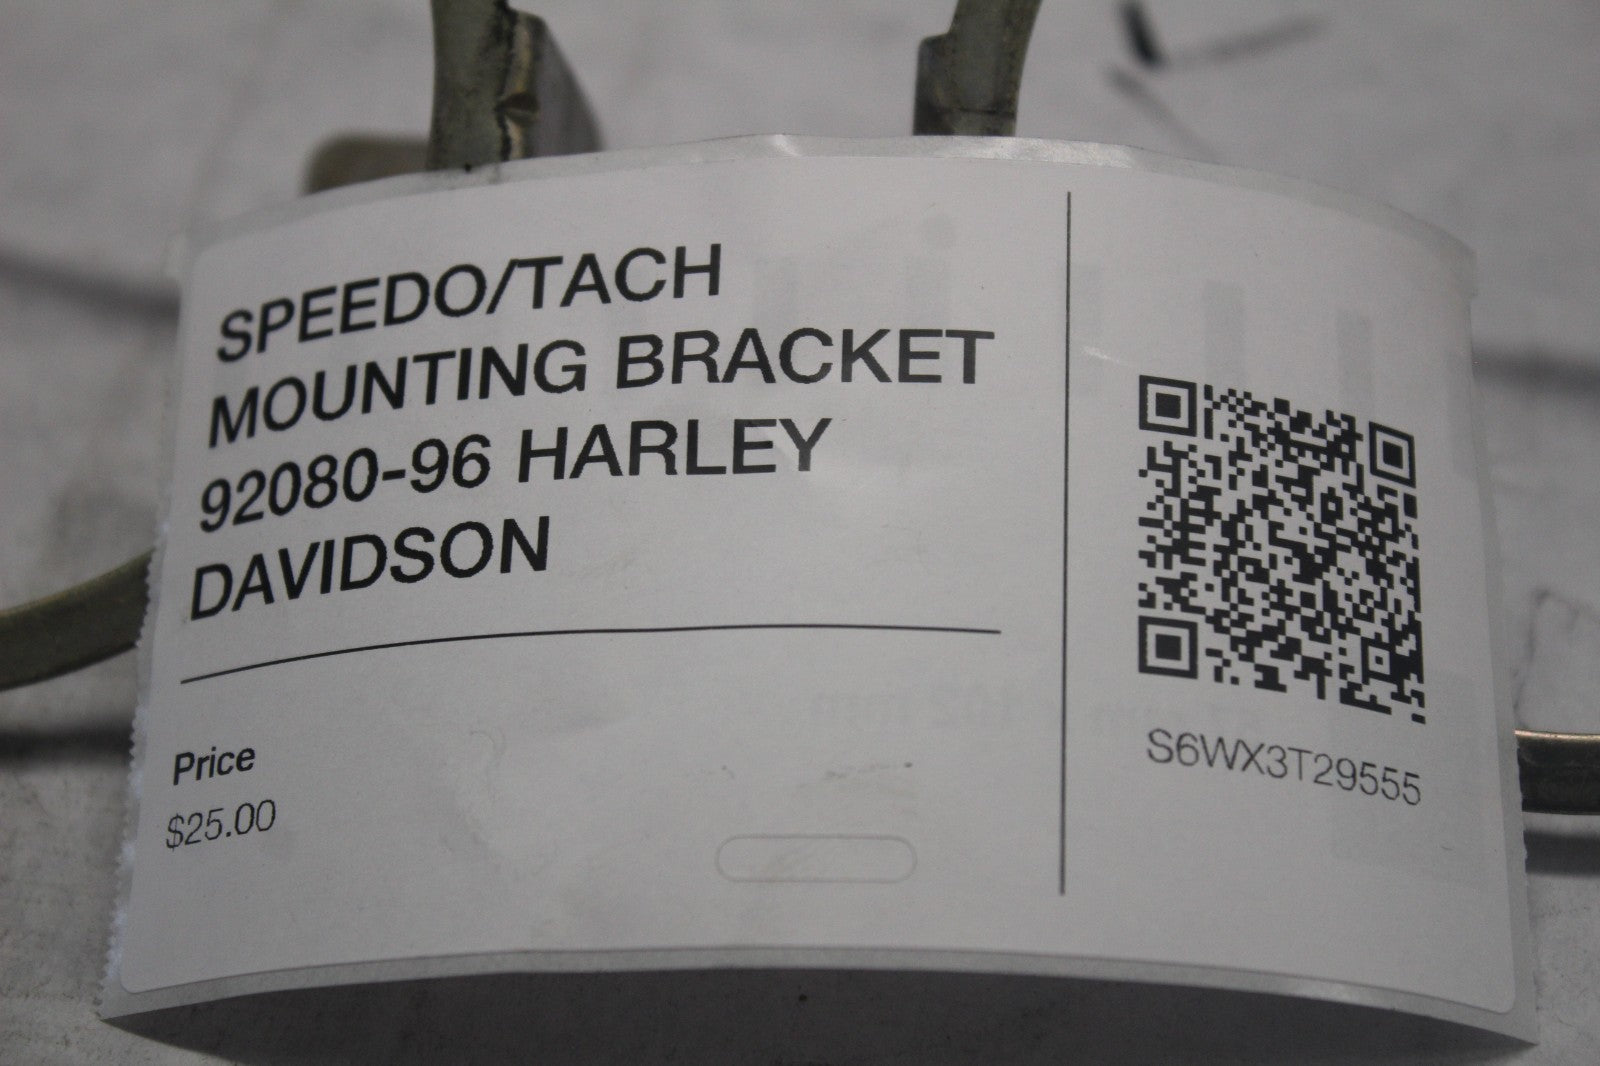 SPEEDO/TACH
MOUNTING BRACKET
92080-96 HARLEY
DAVIDSON
Price
$25.00
S6WX3T29555